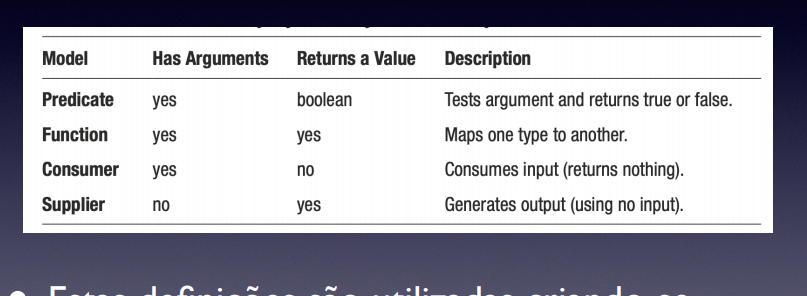 Model Has Arguments Returns a Value Description
Predicate yes boolean Tests argument and returns true or false.
Function yes yes Maps one type to another.
Consumer yes no Consumes input (returns nothing).
Supplier no yes Generates output (using no input).
• Estas definições são utilizadas criando-se